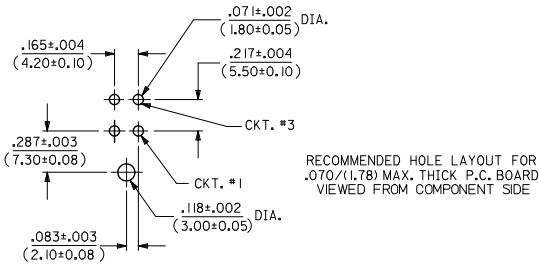 .071±.002 DIA.
(1.80±0.05)
.165±.004
(4.20±0.10)
.217±.004
(5.50±0.10)
CKT. #3
.287±.003
(7.30±0.08)
CKT. #1
RECOMMENDED HOLE LAYOUT FOR
.070/(1.78) MAX. THICK P.C. BOARD
VIEWED FROM COMPONENT SIDE
.118±.002 DIA.
(3.00±0.05)
.083±.003
(2.10±0.08)